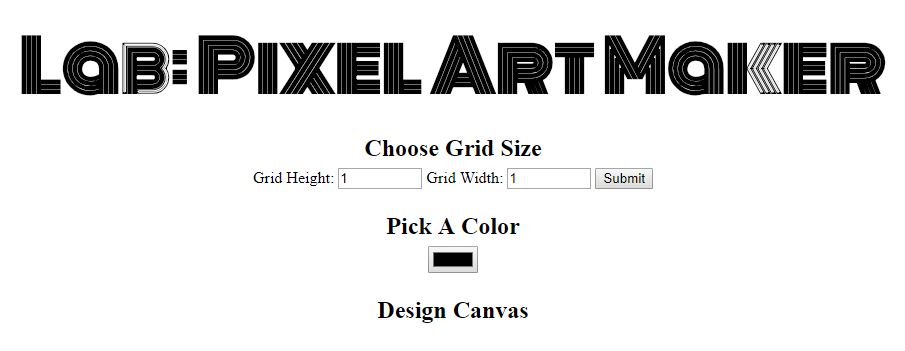 Lab: Pixel Art Maker
Choose Grid Size
Grid Height: 1 Grid Width: 1 Submit
Pick A Color
Design Canvas